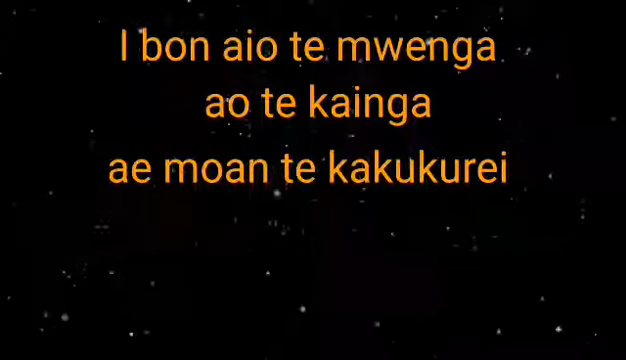 I bon aio te mwenga
ao te kainga
ae moan te kakukurei